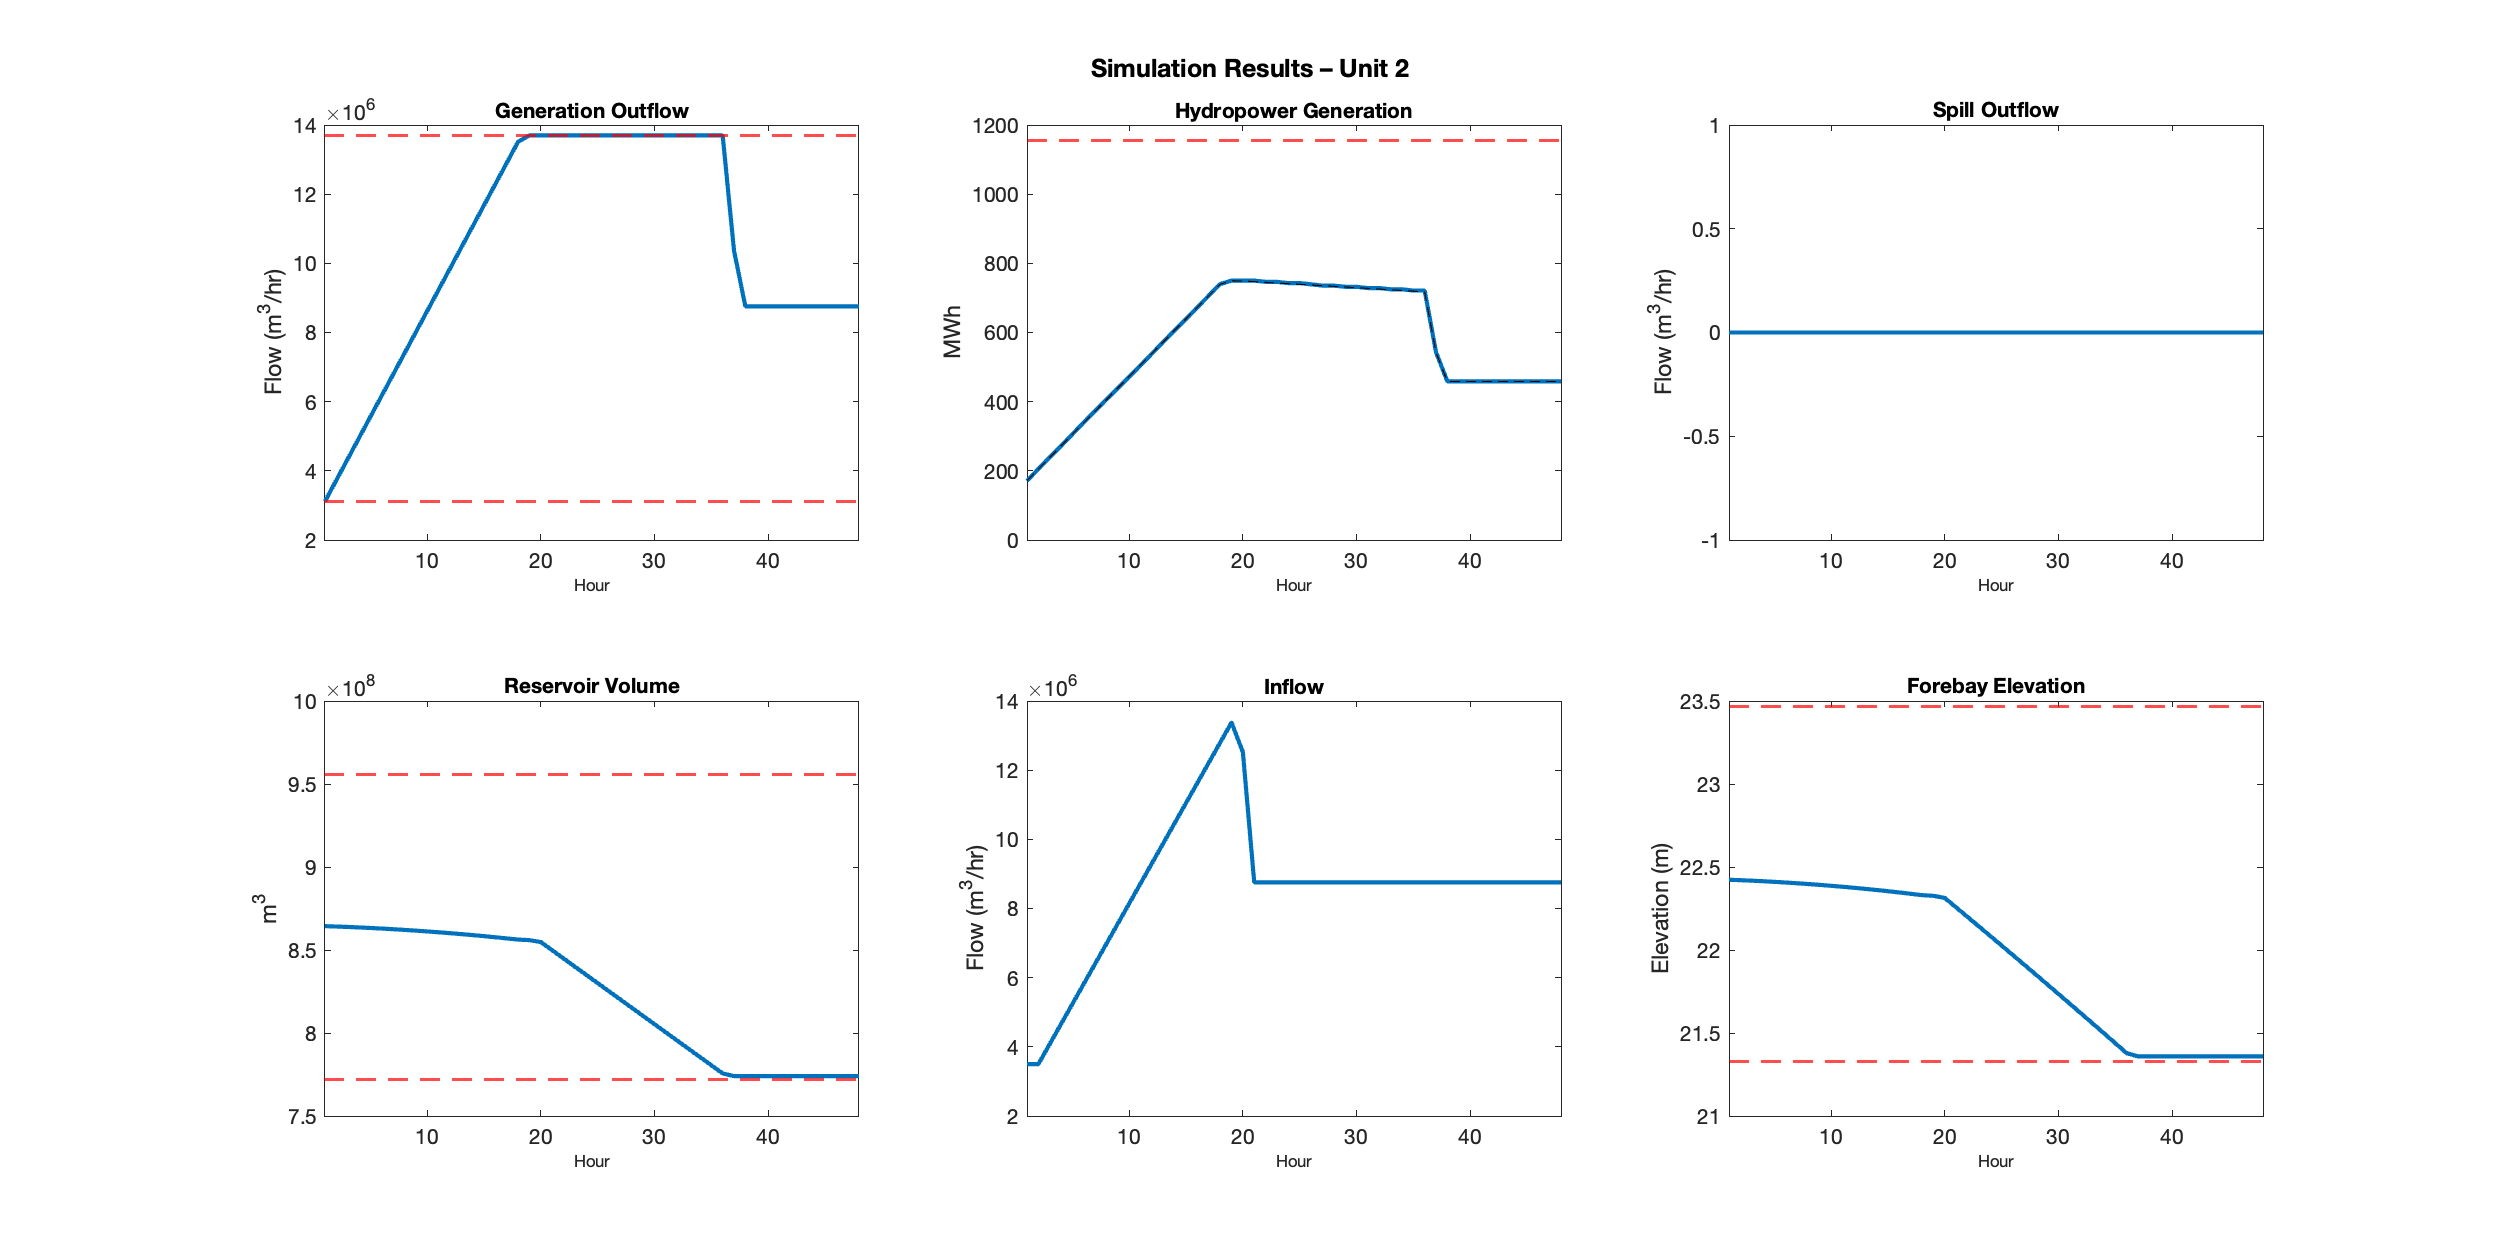 Simulation Results – Unit 2
Generation Outflow
×10^6
14
12
10
8
6
4
2
Flow (m^3/hr)
10 20 30 40
Hour
Hydropower Generation
1200
1000
800
600
400
200
0
MWh
10 20 30 40
Hour
Spill Outflow
1
0.5
0
-0.5
-1
Flow (m^3/hr)
10 20 30 40
Hour
Reservoir Volume
×10^8
10
9.5
9
8.5
8
7.5
m^3
10 20 30 40
Hour
Inflow
×10^6
14
12
10
8
6
4
2
Flow (m^3/hr)
10 20 30 40
Hour
Forebay Elevation
23.5
23
22.5
22
21.5
21
Elevation (m)
10 20 30 40
Hour